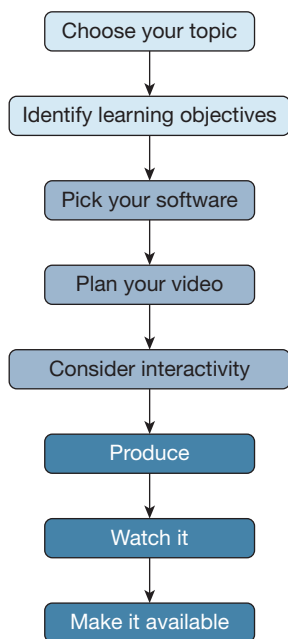 Choose your topic
Identify learning objectives
Pick your software
Plan your video
Consider interactivity
Produce
Watch it
Make it available